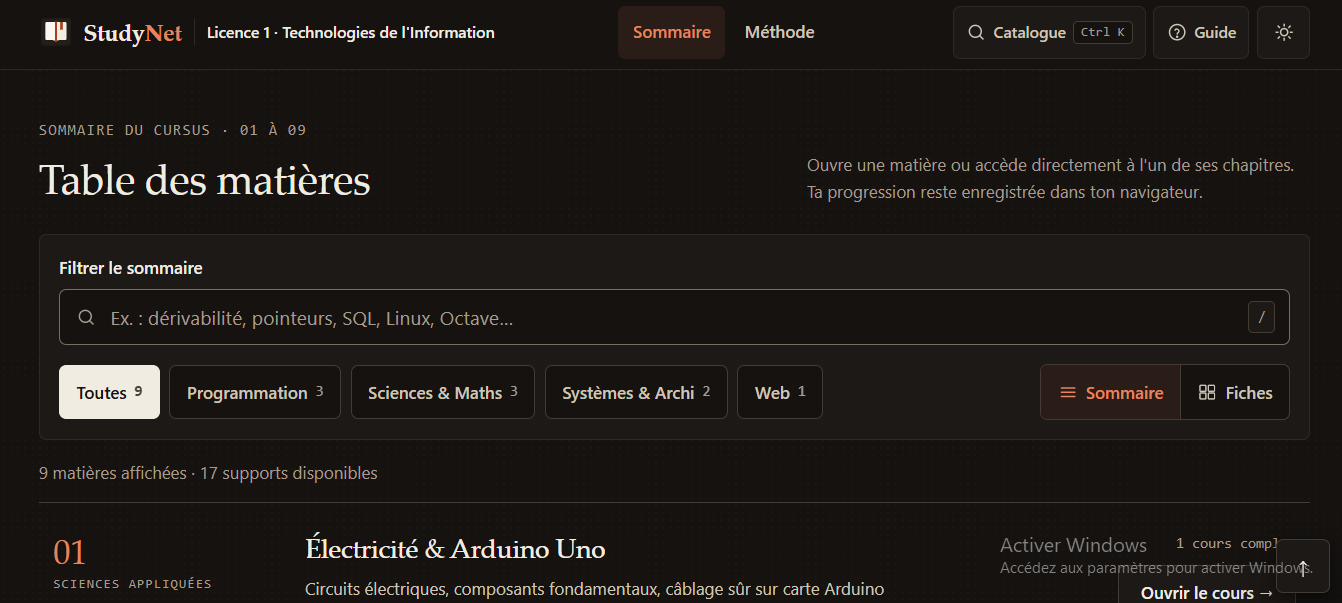 StudyNet Licence 1 · Technologies de l'Information Sommaire Méthode Catalogue Ctrl K Guide
SOMMAIRE DU CURSUS · 01 À 09
Table des matières
Ouvre une matière ou accède directement à l'un de ses chapitres.
Ta progression reste enregistrée dans ton navigateur.
Filtrer le sommaire
Ex. : dérivabilité, pointeurs, SQL, Linux, Octave... /
Toutes 9 Programmation 3 Sciences & Maths 3 Systèmes & Archi 2 Web 1 Sommaire Fiches
9 matières affichées · 17 supports disponibles
01 Électricité & Arduino Uno
SCIENCES APPLIQUÉES
Circuits électriques, composants fondamentaux, câblage sûr sur carte Arduino
1 cours
Ouvrir le cours →
Activer Windows
Accédez aux paramètres pour activer Windows.
↑